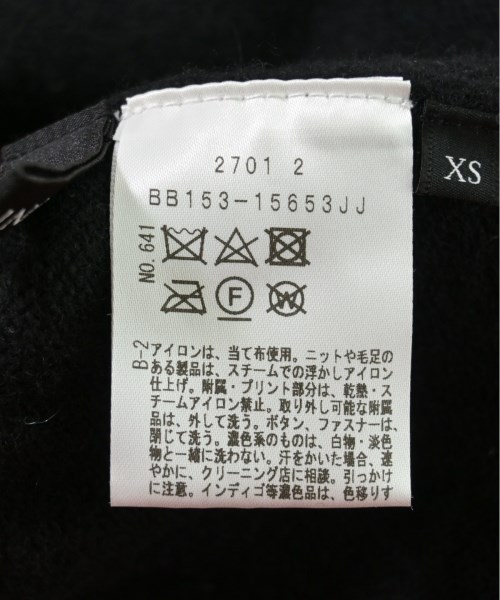 2701 2
BB153-15653JJ
XS
NO. 641
F
W
B-2
アイロンは、当て布使用。ニットや毛足の
ある製品は、スチームでの浮かしアイロン
仕上げ。附属・プリント部分は、乾熱・ス
チームアイロン禁止。取り外し可能な附属
品は、外して洗う。ボタン、ファスナーは、
閉じて洗う。濃色系のものは、白物・淡色
物と一緒に洗わない。汗をかいた場合、速
やかに、クリーニング店に相談。引っかけ
に注意。インディゴ等濃色品は、色移りす